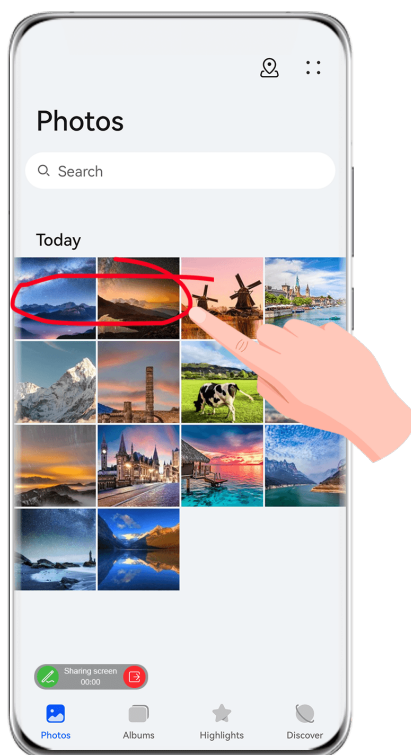 Photos
Search
Today
Sharing screen
00:00
Photos Albums Highlights Discover